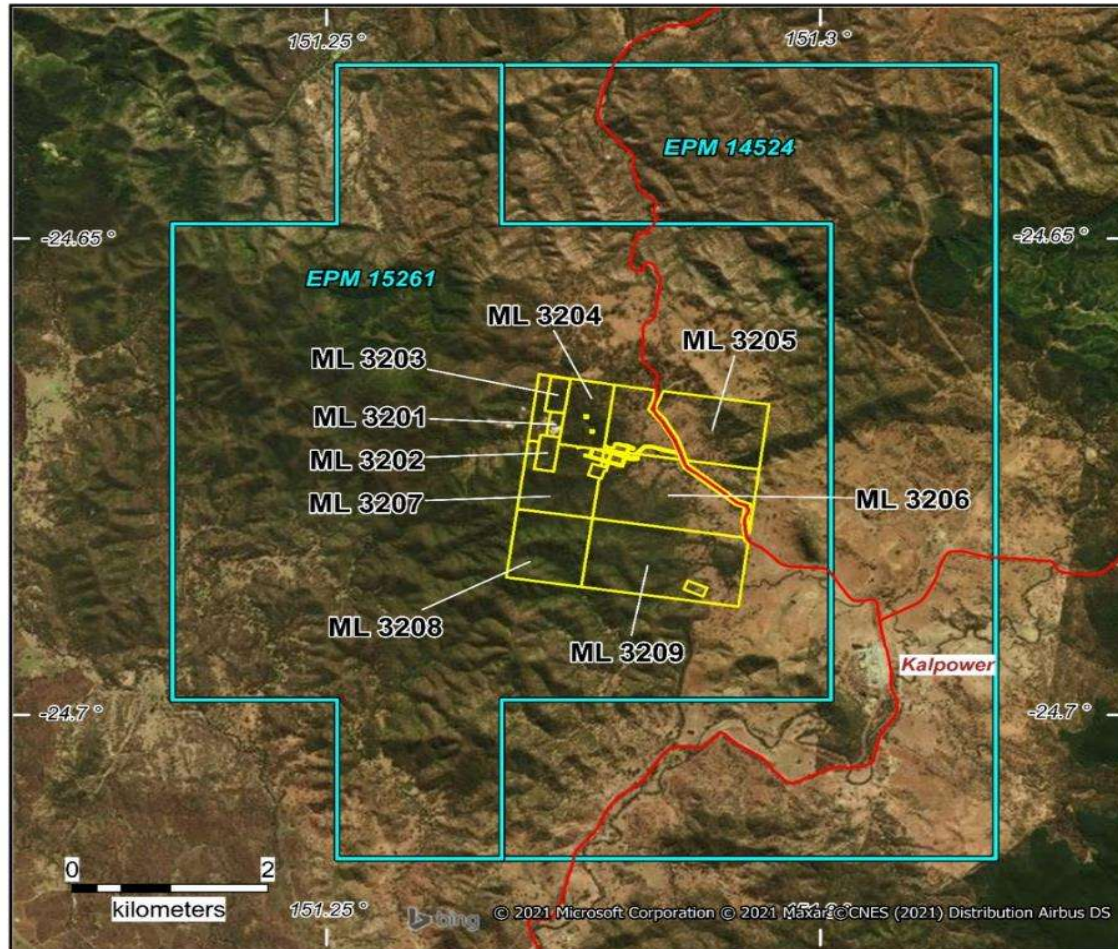 151.25 °
151.3 °
EPM 14524
-24.65 °
-24.65 °
EPM 15261
ML 3204
ML 3205
ML 3203
ML 3201
ML 3202
ML 3207
ML 3206
ML 3208
ML 3209
Kalpower
-24.7 °
-24.7 °
0 2
kilometers
151.25 °
bing
© 2021 Microsoft Corporation © 2021 Maxar ©CNES (2021) Distribution Airbus DS